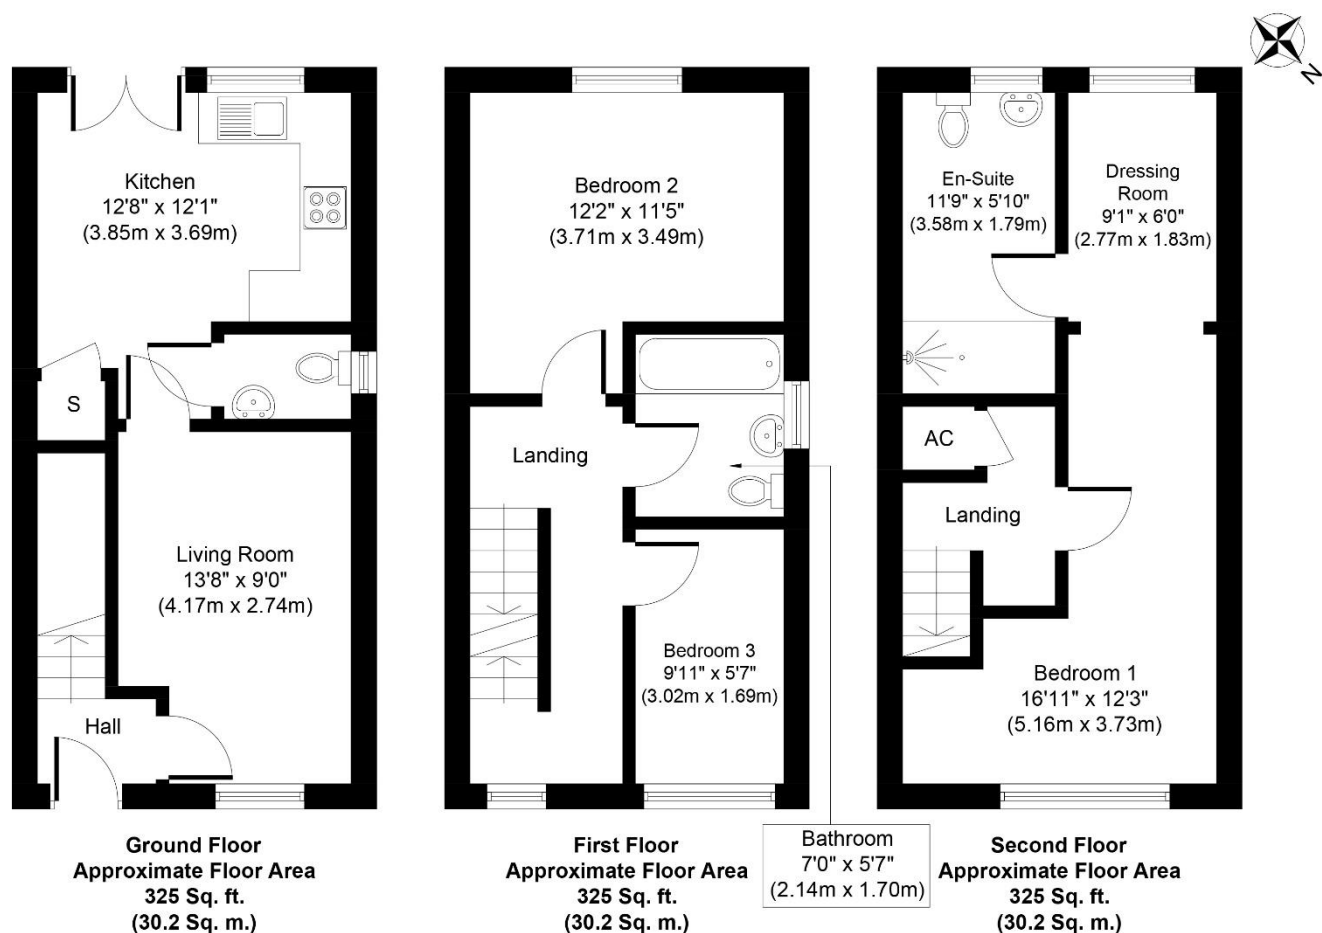 N
Kitchen
12'8" x 12'1"
(3.85m x 3.69m)
S
Living Room
13'8" x 9'0"
(4.17m x 2.74m)
Hall
Ground Floor
Approximate Floor Area
325 Sq. ft.
(30.2 Sq. m.)
Bedroom 2
12'2" x 11'5"
(3.71m x 3.49m)
Landing
Bedroom 3
9'11" x 5'7"
(3.02m x 1.69m)
Bathroom
7'0" x 5'7"
(2.14m x 1.70m)
First Floor
Approximate Floor Area
325 Sq. ft.
(30.2 Sq. m.)
En-Suite
11'9" x 5'10"
(3.58m x 1.79m)
Dressing
Room
9'1" x 6'0"
(2.77m x 1.83m)
AC
Landing
Bedroom 1
16'11" x 12'3"
(5.16m x 3.73m)
Second Floor
Approximate Floor Area
325 Sq. ft.
(30.2 Sq. m.)